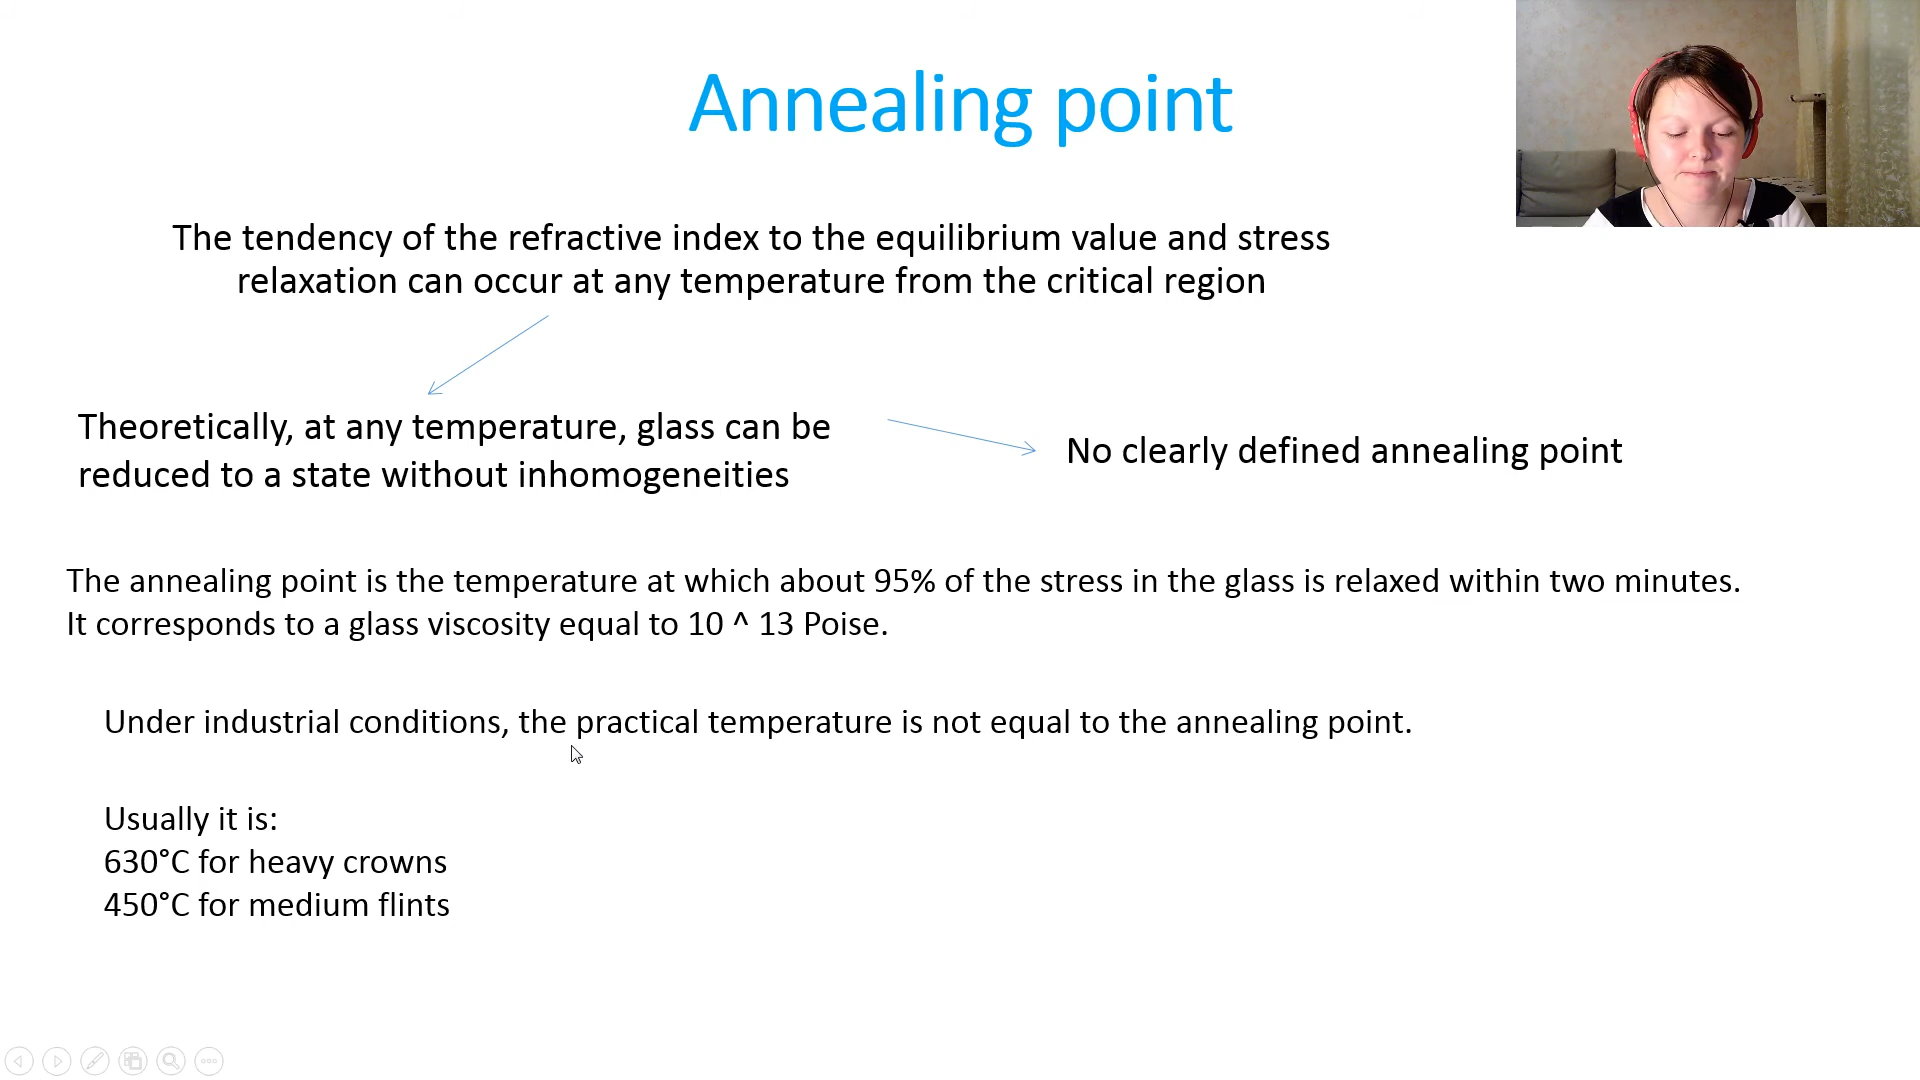 Annealing point
The tendency of the refractive index to the equilibrium value and stress
relaxation can occur at any temperature from the critical region
Theoretically, at any temperature, glass can be
reduced to a state without inhomogeneities
No clearly defined annealing point
The annealing point is the temperature at which about 95% of the stress in the glass is relaxed within two minutes.
It corresponds to a glass viscosity equal to 10 ^ 13 Poise.
Under industrial conditions, the practical temperature is not equal to the annealing point.
Usually it is:
630°C for heavy crowns
450°C for medium flints